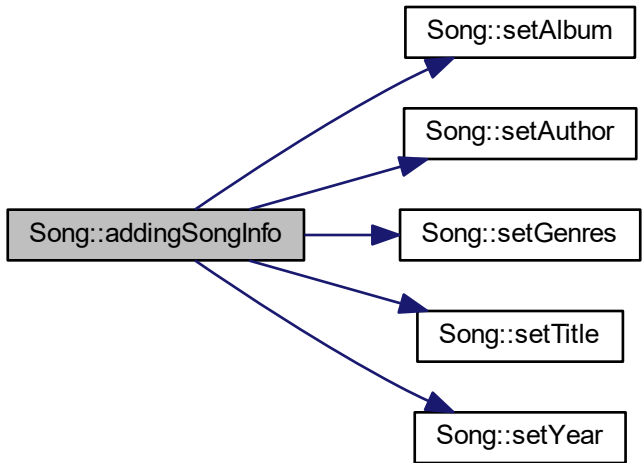 Song::setAlbum
Song::setAuthor
Song::addingSongInfo
Song::setGenres
Song::setTitle
Song::setYear